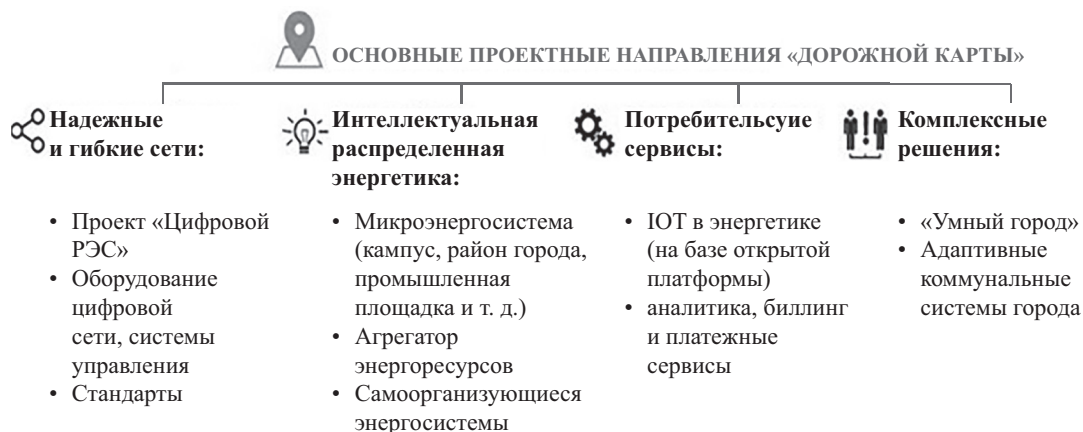 ОСНОВНЫЕ ПРОЕКТНЫЕ НАПРАВЛЕНИЯ «ДОРОЖНОЙ КАРТЫ»
Надежные
и гибкие сети:
• Проект «Цифровой
РЭС»
• Оборудование
цифровой
сети, системы
управления
• Стандарты
Интеллектуальная
распределенная
энергетика:
• Микроэнергосистема
(кампус, район города,
промышленная
площадка и т. д.)
• Агрегатор
энергоресурсов
• Самоорганизующиеся
энергосистемы
Потребительсуие
сервисы:
• IOT в энергетике
(на базе открытой
платформы)
• аналитика, биллинг
и платежные
сервисы
Комплексные
решения:
• «Умный город»
• Адаптивные
коммунальные
системы города